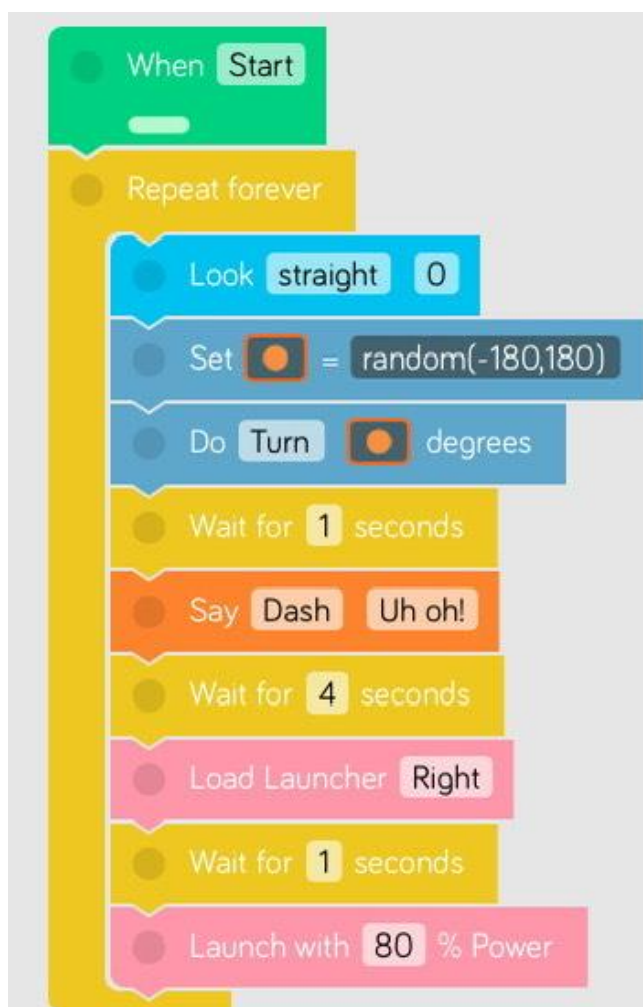 When Start
Repeat forever
Look straight 0
Set = random(-180,180)
Do Turn degrees
Wait for 1 seconds
Say Dash Uh oh!
Wait for 4 seconds
Load Launcher Right
Wait for 1 seconds
Launch with 80 % Power